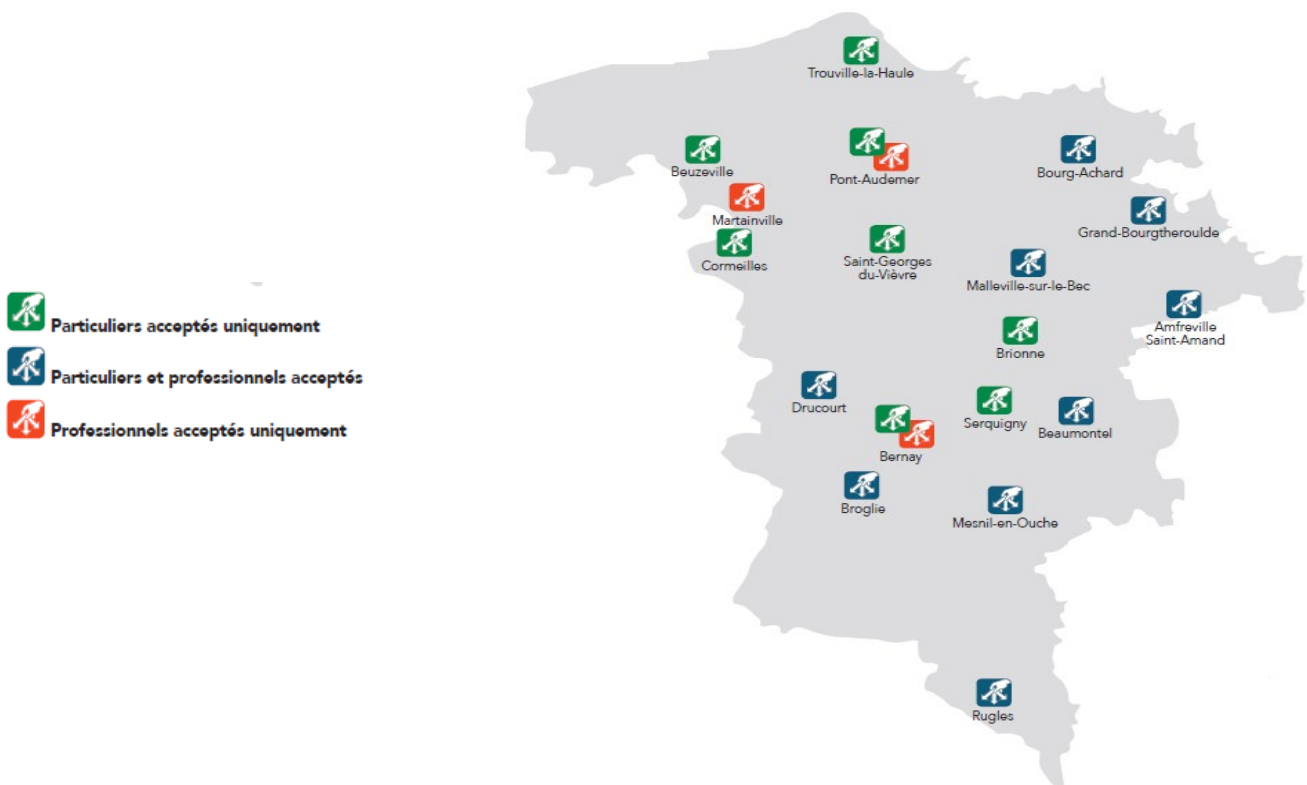 Trouville-la-Haule
Beuzeville
Pont-Audemer
Bourg-Achard
Martainville
Grand-Bourgtheroulde
Cormeilles
Saint-Georges
du-Vièvre
Malleville-sur-le-Bec
Particuliers acceptés uniquement
Amfreville
Saint-Amand
Brionne
Particuliers et professionnels acceptés
Drucourt
Serquigny
Beaumontel
Professionnels acceptés uniquement
Bernay
Broglie
Mesnil-en-Ouche
Rugles